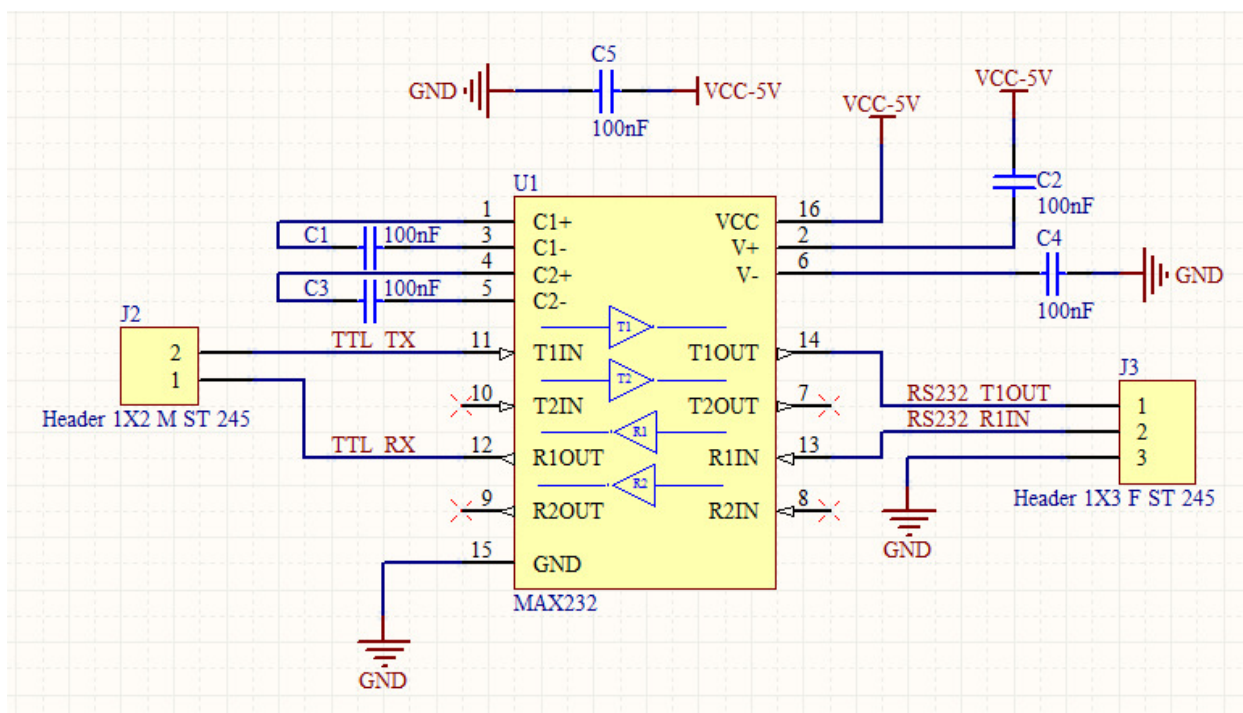 C5
GND
VCC-5V
100nF
VCC-5V
VCC-5V
C2
100nF
U1
1
C1+
VCC
16
C1
100nF
3
C1-
V+
2
C4
4
C2+
V-
6
GND
C3
100nF
5
C2-
100nF
J2
T1
2
TTL TX
11
T1IN
T1OUT
14
J3
1
T2
Header 1X2 M ST 245
10
T2IN
T2OUT
7
RS232 T1OUT
1
R1
RS232 R1IN
2
TTL RX
12
R1OUT
R1IN
13
3
R2
Header 1X3 F ST 245
9
R2OUT
R2IN
8
GND
15
GND
MAX232
GND